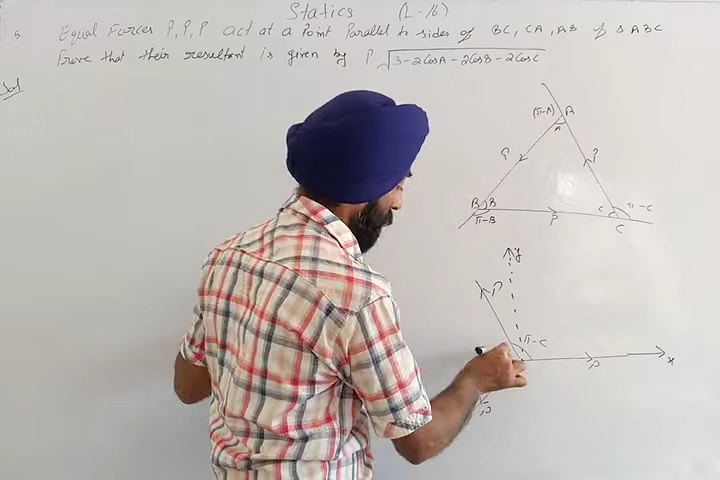 Statics (L-16)
5. Equal Forces P, P, P act at a Point Parallel to sides of BC, CA, AB of Δ ABC
Prove that their resultant is given by P √3-2CosA-2CosB-2CosC
Sol
(π-A) A
A
P P
B B C π-C
π-B P C
y
P
π-C
P x
P